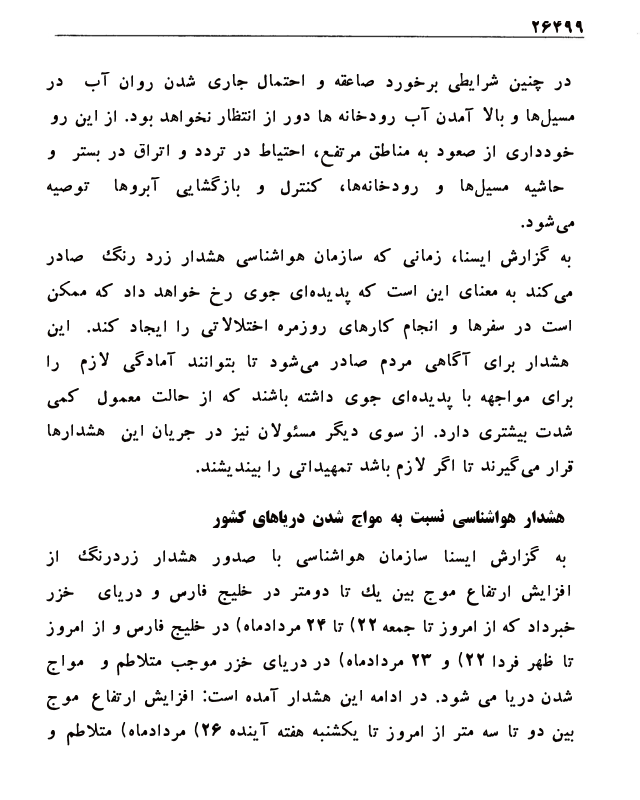 ۲۶۴۹۹
در چنین شرایطی برخورد صاعقه و احتمال جاری شدن روان آب در
مسیل‌ها و بالا آمدن آب رودخانه ها دور از انتظار نخواهد بود. از این رو
خودداری از صعود به مناطق مرتفع، احتیاط در تردد و اتراق در بستر و
حاشیه مسیل‌ها و رودخانه‌ها، کنترل و بازگشایی آبروها توصیه
می‌شود.
به گزارش ایسنا، زمانی که سازمان هواشناسی هشدار زرد رنگ صادر
می‌کند به معنای این است که پدیده‌ای جوی رخ خواهد داد که ممکن
است در سفرها و انجام کارهای روزمره اختلالاتی را ایجاد کند. این
هشدار برای آگاهی مردم صادر می‌شود تا بتوانند آمادگی لازم را
برای مواجهه با پدیده‌ای جوی داشته باشند که از حالت معمول کمی
شدت بیشتری دارد. از سوی دیگر مسئولان نیز در جریان این هشدارها
قرار می‌گیرند تا اگر لازم باشد تمهیداتی را بیندیشند.
هشدار هواشناسی نسبت به مواج شدن دریاهای کشور
به گزارش ایسنا سازمان هواشناسی با صدور هشدار زردرنگ از
افزایش ارتفاع موج بین یك تا دومتر در خلیج فارس و دریای خزر
خبرداد که از امروز تا جمعه ۲۲) تا ۲۴ مردادماه) در خلیج فارس و از امروز
تا ظهر فردا ۲۲) و ۲۳ مردادماه) در دریای خزر موجب متلاطم و مواج
شدن دریا می شود. در ادامه این هشدار آمده است: افزایش ارتفاع موج
بین دو تا سه متر از امروز تا یکشنبه هفته آینده ۲۶) مردادماه) متلاطم و